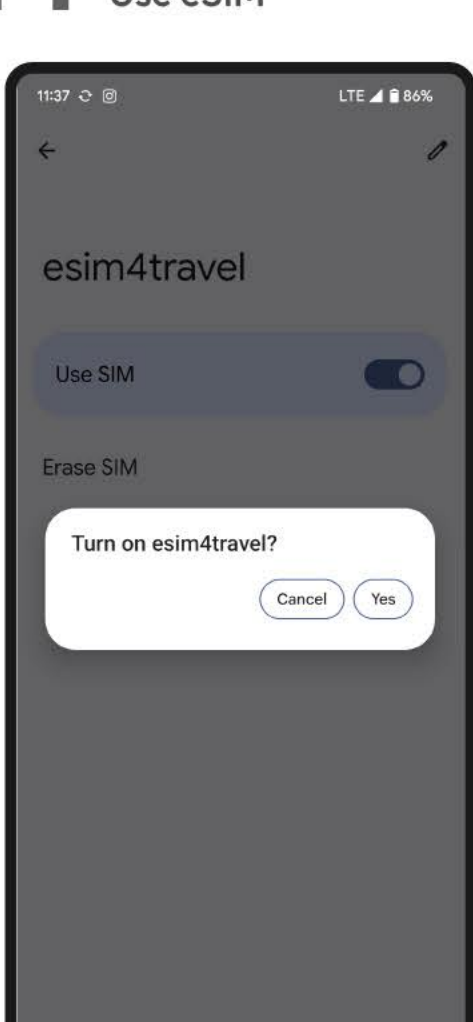 Use eSIM
11:37 LTE 86%
esim4travel
Use SIM
Erase SIM
Turn on esim4travel?
Cancel Yes